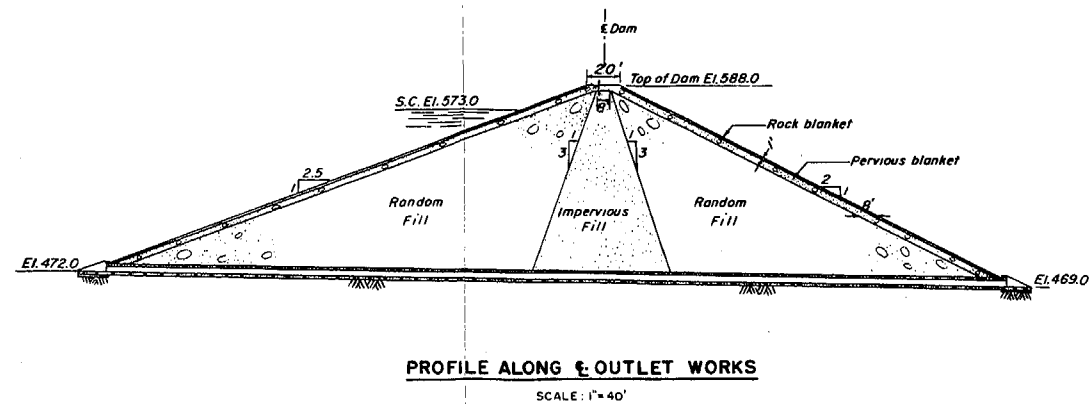 ℄ Dam
20'
Top of Dam El.588.0
S.C. El.573.0
8'
Rock blanket
1
3
1
3
Pervious blanket
2.5
1
2
1
8'
Random
Fill
Impervious
Fill
Random
Fill
El.472.0
El.469.0
PROFILE ALONG ℄ OUTLET WORKS
SCALE: 1"=40'